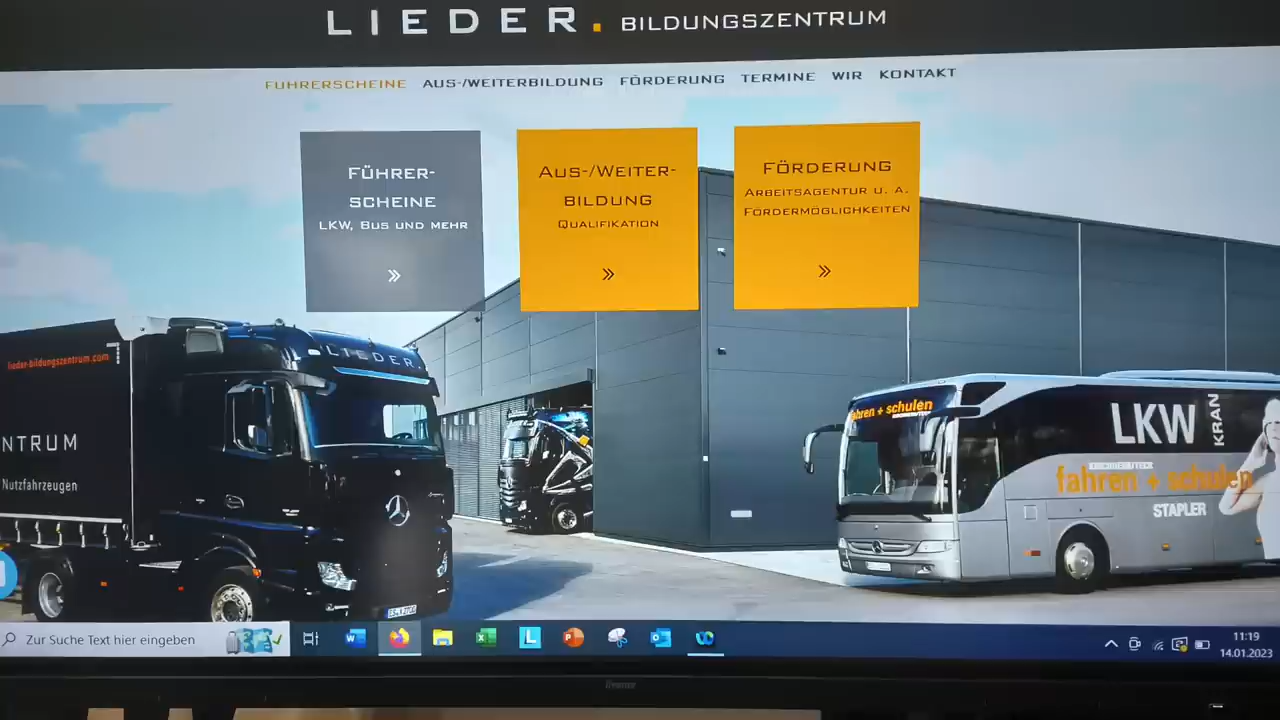 LIEDER. BILDUNGSZENTRUM
FÜHRERSCHEINE AUS-/WEITERBILDUNG FÖRDERUNG TERMINE WIR KONTAKT
FÜHRER-
SCHEINE
LKW, BUS UND MEHR
AUS-/WEITER-
BILDUNG
QUALIFIKATION
FÖRDERUNG
ARBEITSAGENTUR U. A.
FÖRDERMÖGLICHKEITEN
lieder-bildungszentrum.com
LIEDER.
NTRUM
Nutzfahrzeugen
fahren + schulen
LKW
KRAN
fahren + schulen
STAPLER
Zur Suche Text hier eingeben
11:19
14.01.2023
iiyama